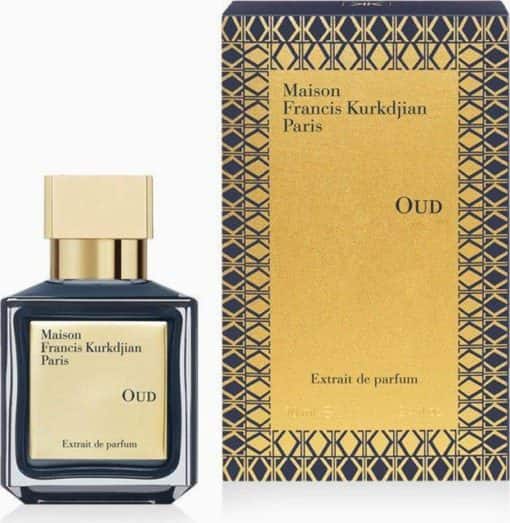 Maison
Francis Kurkdjian
Paris
OUD
Extrait de parfum
Maison
Francis Kurkdjian
Paris
OUD
Extrait de parfum